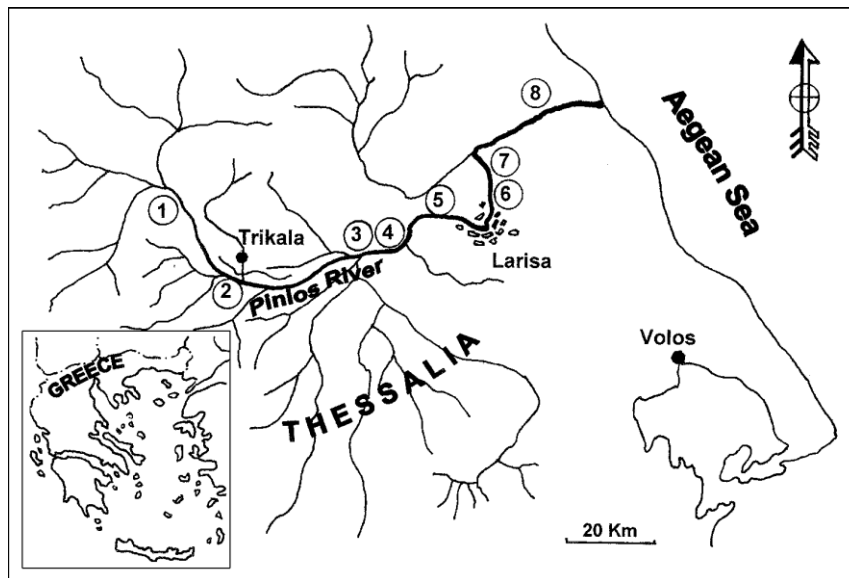 8
Aegean Sea
7
6
5
1
Trikala
3
4
Larisa
2
Pinios River
Volos
GREECE
THESSALIA
20 Km